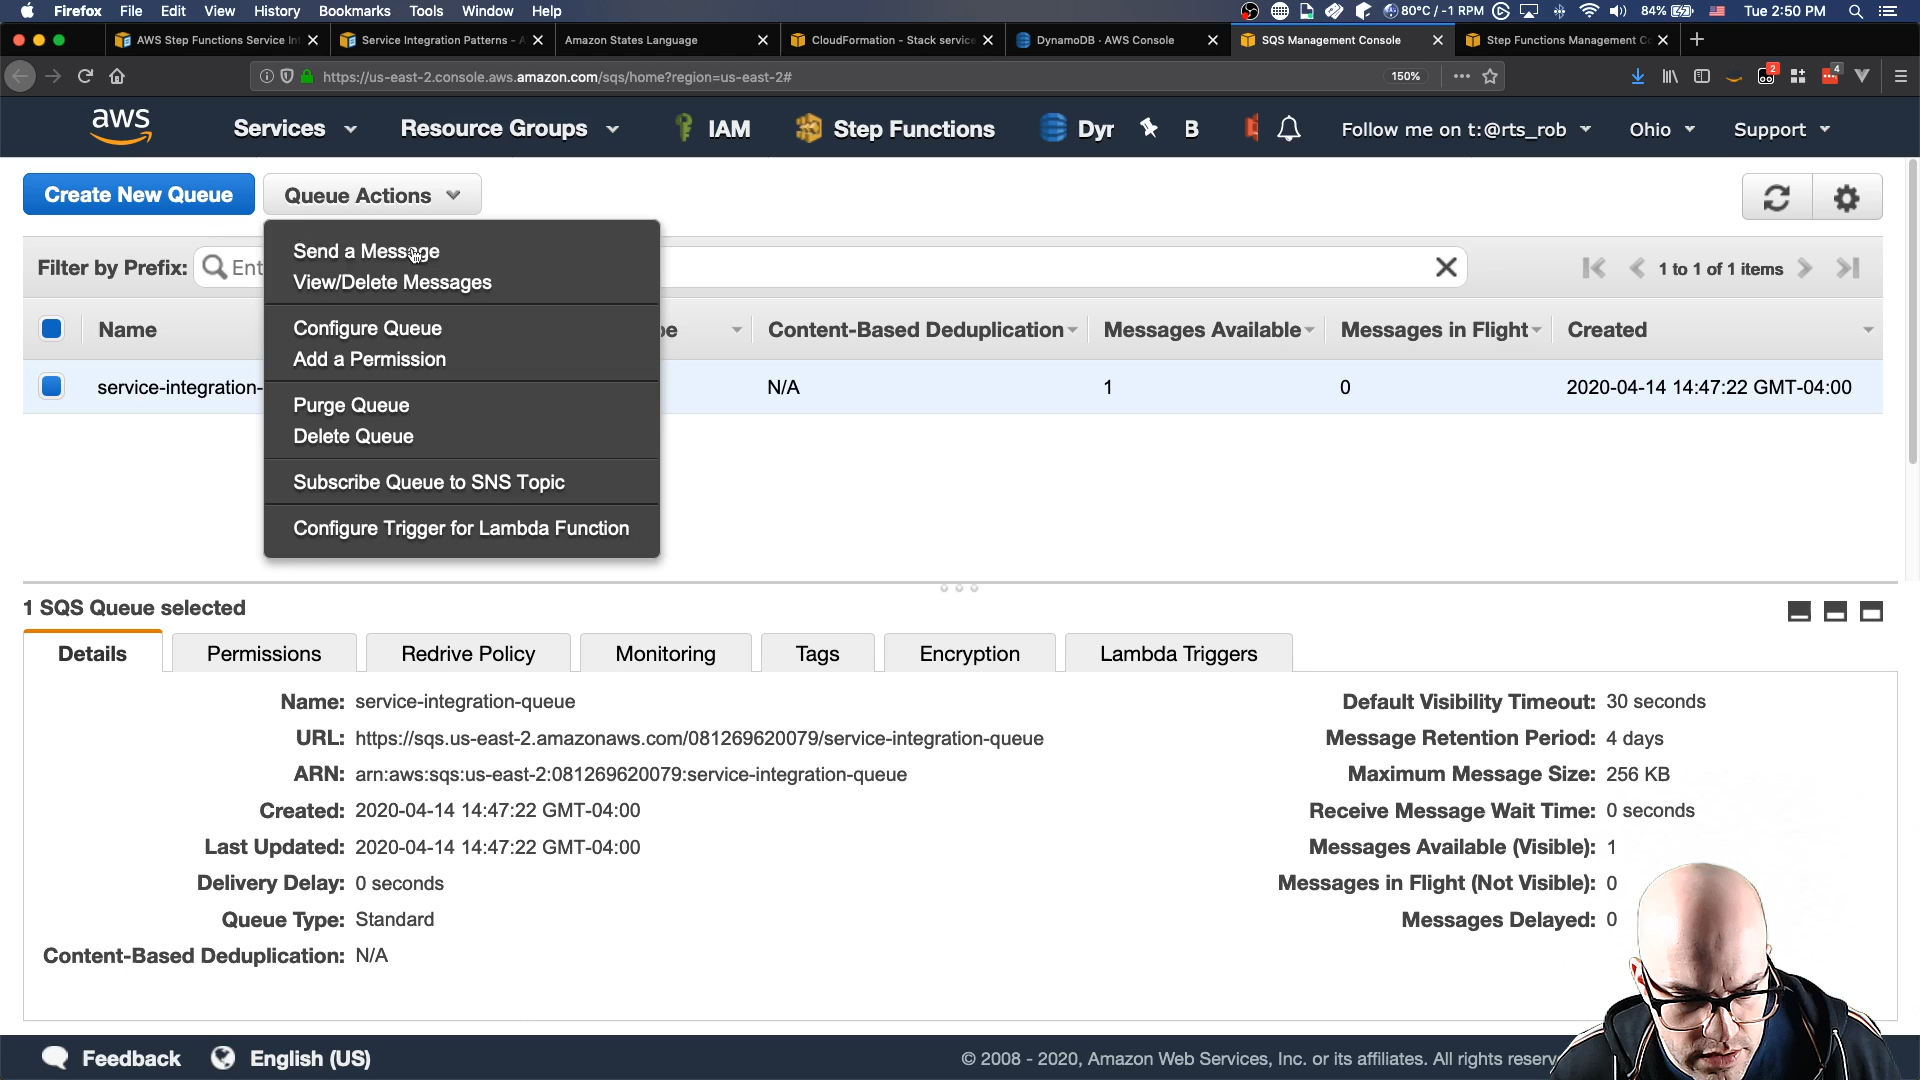 Firefox File Edit View History Bookmarks Tools Window Help
80°C / -1 RPM 84% Tue 2:50 PM
AWS Step Functions Service In
Service Integration Patterns - A
Amazon States Language
CloudFormation - Stack service
DynamoDB · AWS Console
SQS Management Console
Step Functions Management Co
https://us-east-2.console.aws.amazon.com/sqs/home?region=us-east-2#
150%
2
4
aws
Services
Resource Groups
IAM
Step Functions
Dyr
B
Follow me on t:@rts_rob
Ohio
Support
Create New Queue
Queue Actions
Send a Message
View/Delete Messages
Configure Queue
Add a Permission
Purge Queue
Delete Queue
Subscribe Queue to SNS Topic
Configure Trigger for Lambda Function
Filter by Prefix: Ent
1 to 1 of 1 items
Name
pe
Content-Based Deduplication
Messages Available
Messages in Flight
Created
service-integration-
N/A
1
0
2020-04-14 14:47:22 GMT-04:00
1 SQS Queue selected
Details
Permissions
Redrive Policy
Monitoring
Tags
Encryption
Lambda Triggers
Name: service-integration-queue
URL: https://sqs.us-east-2.amazonaws.com/081269620079/service-integration-queue
ARN: arn:aws:sqs:us-east-2:081269620079:service-integration-queue
Created: 2020-04-14 14:47:22 GMT-04:00
Last Updated: 2020-04-14 14:47:22 GMT-04:00
Delivery Delay: 0 seconds
Queue Type: Standard
Content-Based Deduplication: N/A
Default Visibility Timeout: 30 seconds
Message Retention Period: 4 days
Maximum Message Size: 256 KB
Receive Message Wait Time: 0 seconds
Messages Available (Visible): 1
Messages in Flight (Not Visible): 0
Messages Delayed: 0
Feedback
English (US)
© 2008 - 2020, Amazon Web Services, Inc. or its affiliates. All rights reserv